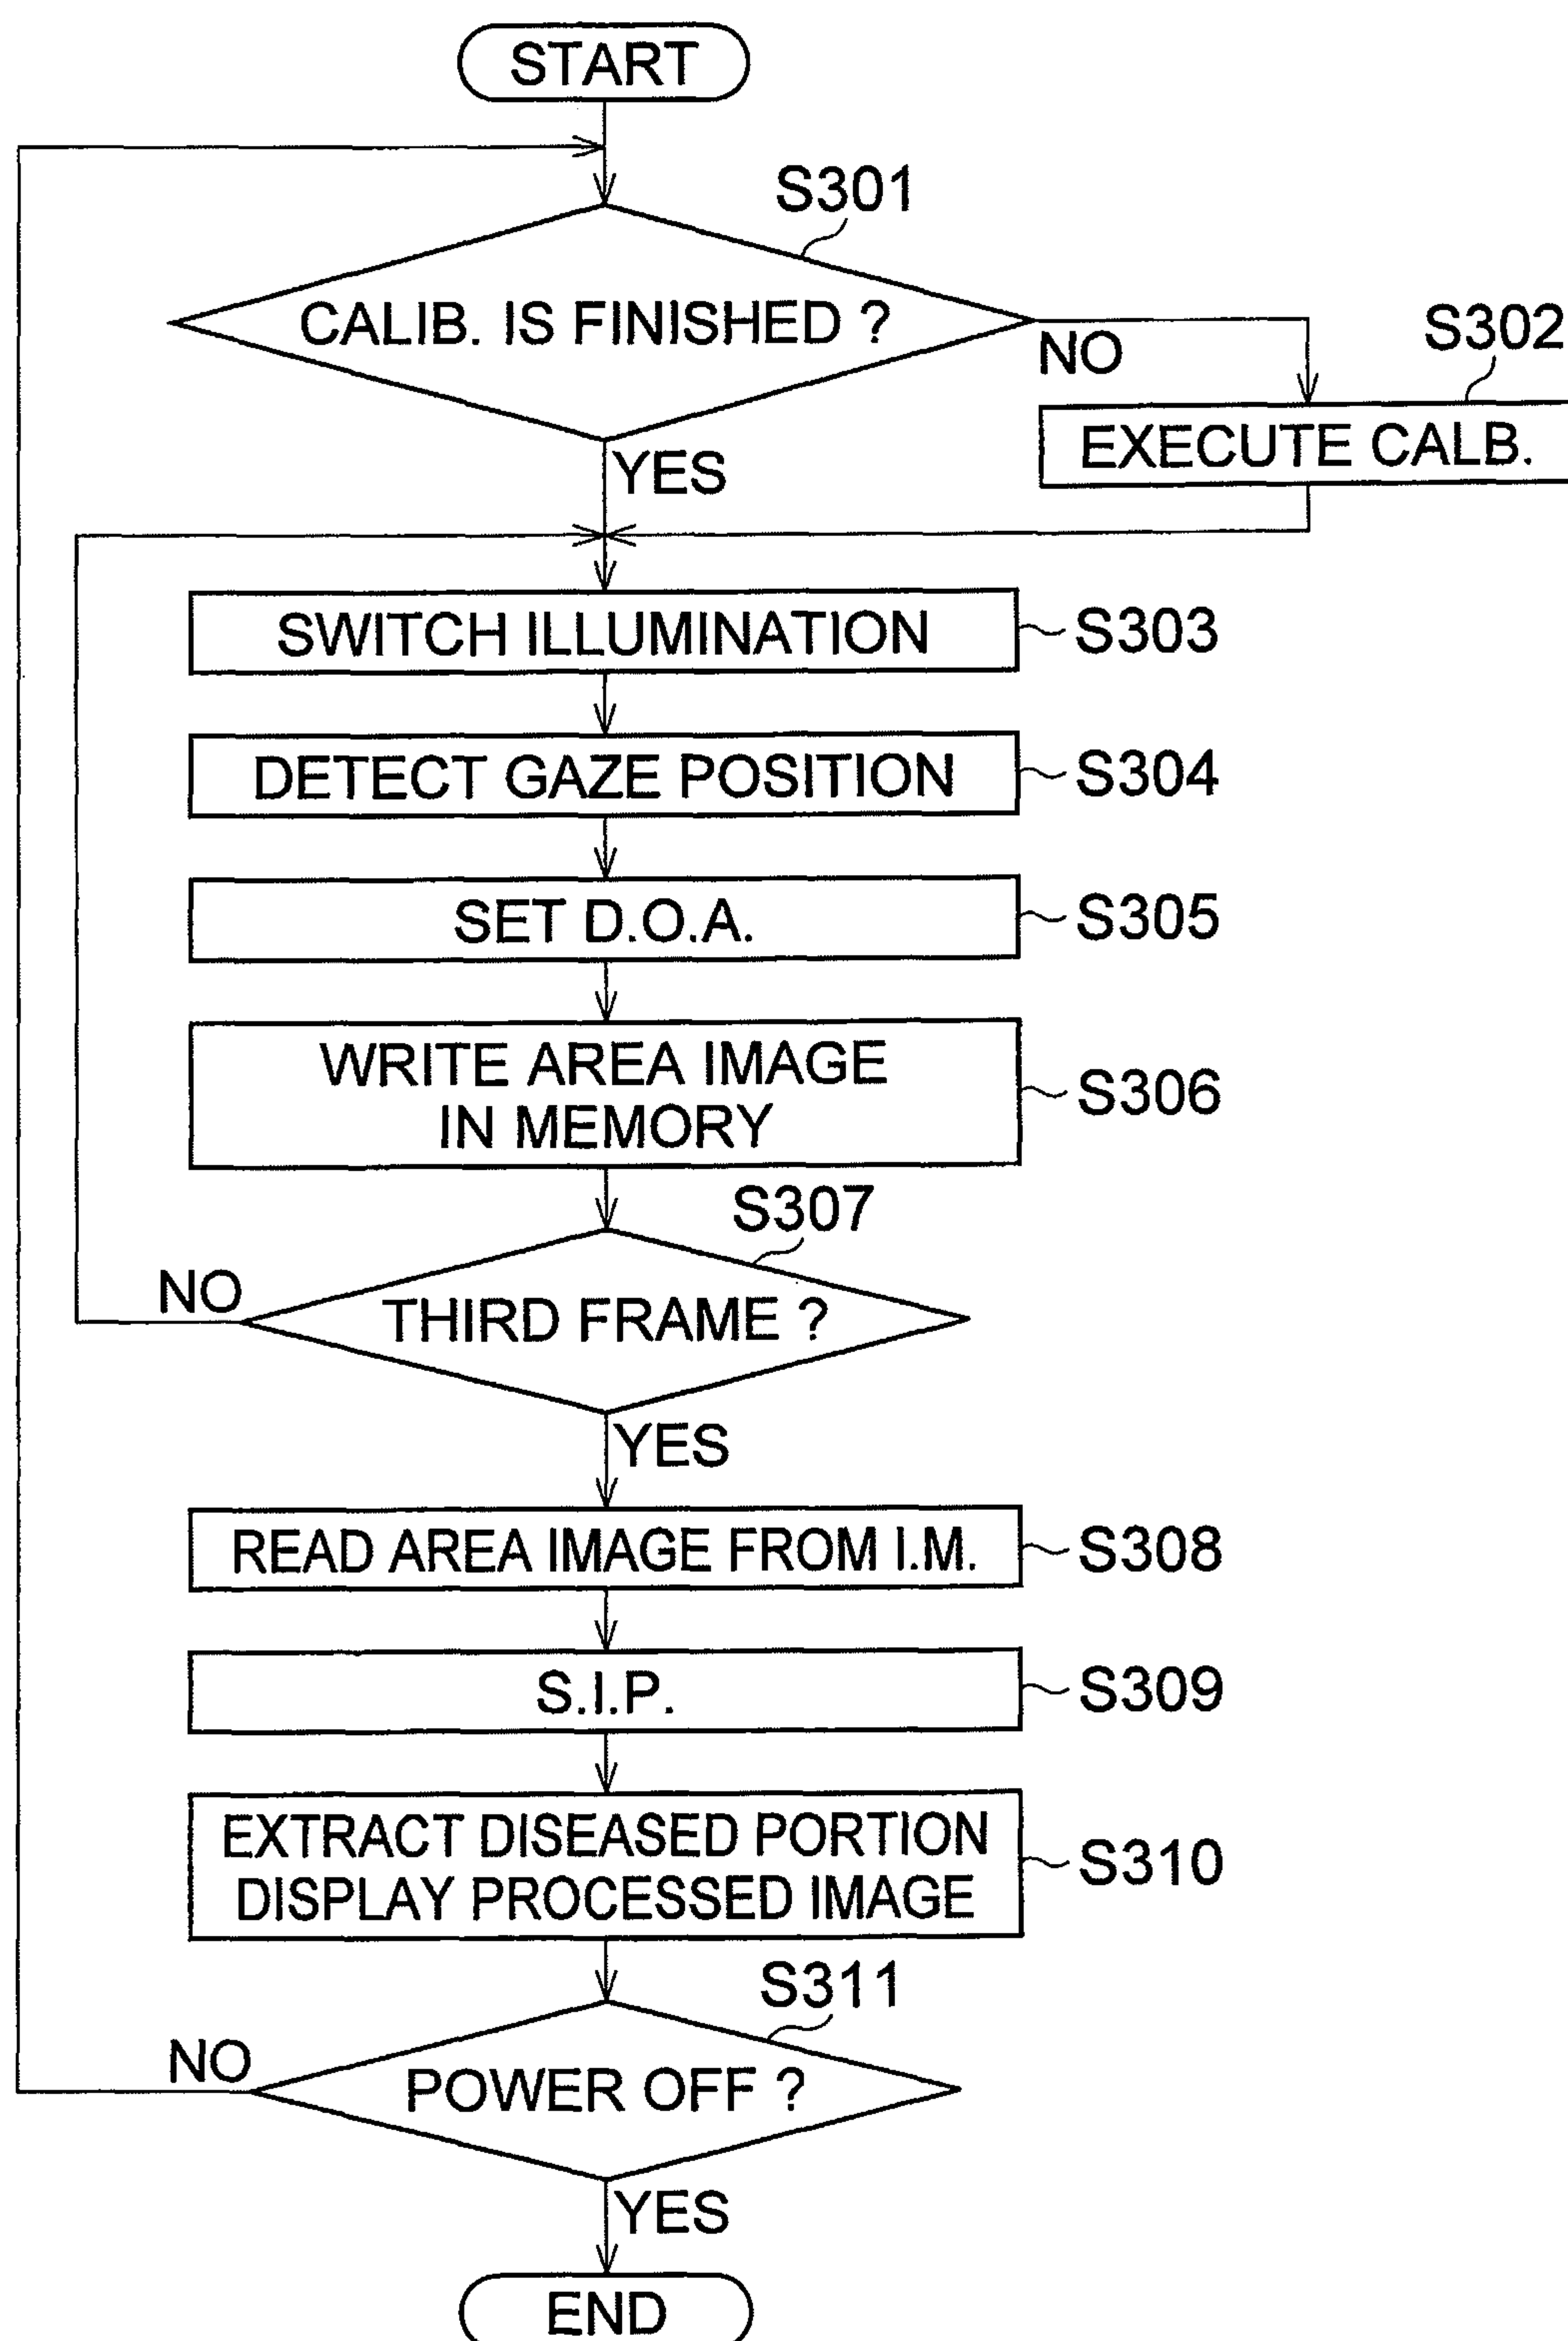 START
S301
CALIB. IS FINISHED ?
NO
S302
EXECUTE CALB.
YES
SWITCH ILLUMINATION
S303
DETECT GAZE POSITION
S304
SET D.O.A.
S305
WRITE AREA IMAGE
IN MEMORY
S306
S307
NO
THIRD FRAME ?
YES
READ AREA IMAGE FROM I.M.
S308
S.I.P.
S309
EXTRACT DISEASED PORTION
DISPLAY PROCESSED IMAGE
S310
S311
NO
POWER OFF ?
YES
END